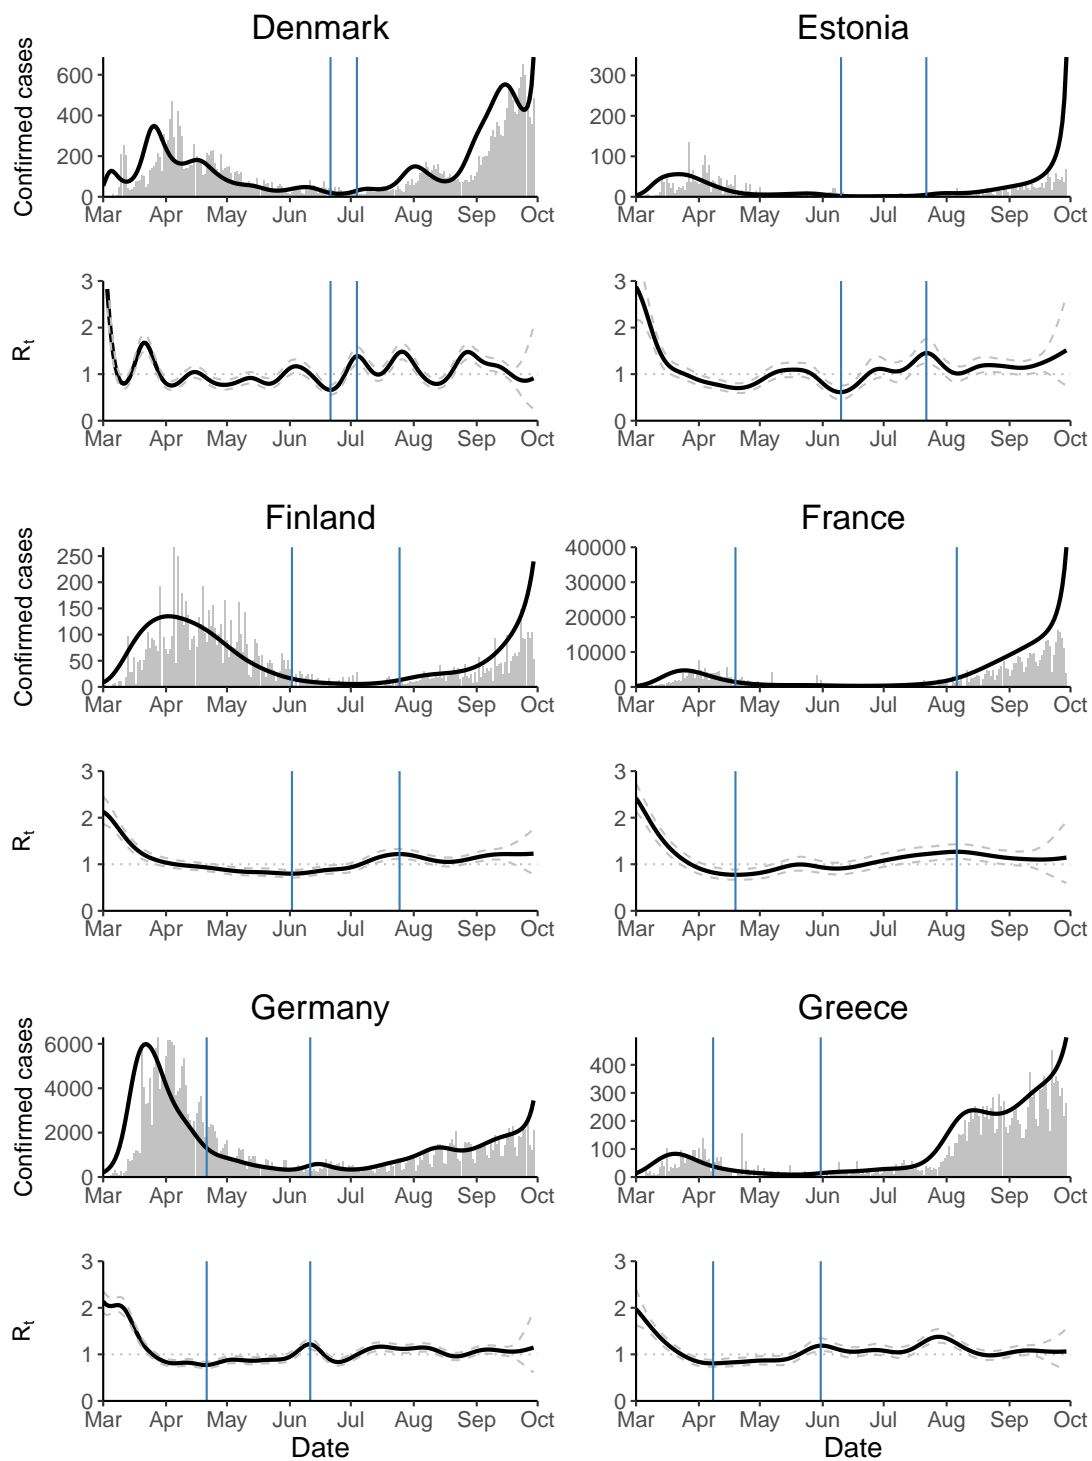 Denmark
Confirmed cases
600
400
200
0
Mar Apr May Jun Jul Aug Sep Oct
Rt
3
2
1
0
Mar Apr May Jun Jul Aug Sep Oct
Estonia
300
200
100
0
Mar Apr May Jun Jul Aug Sep Oct
3
2
1
0
Mar Apr May Jun Jul Aug Sep Oct
Finland
Confirmed cases
250
200
150
100
50
0
Mar Apr May Jun Jul Aug Sep Oct
Rt
3
2
1
0
Mar Apr May Jun Jul Aug Sep Oct
France
40000
30000
20000
10000
0
Mar Apr May Jun Jul Aug Sep Oct
3
2
1
0
Mar Apr May Jun Jul Aug Sep Oct
Germany
Confirmed cases
6000
4000
2000
0
Mar Apr May Jun Jul Aug Sep Oct
Rt
3
2
1
0
Mar Apr May Jun Jul Aug Sep Oct
Date
Greece
400
300
200
100
0
Mar Apr May Jun Jul Aug Sep Oct
3
2
1
0
Mar Apr May Jun Jul Aug Sep Oct
Date